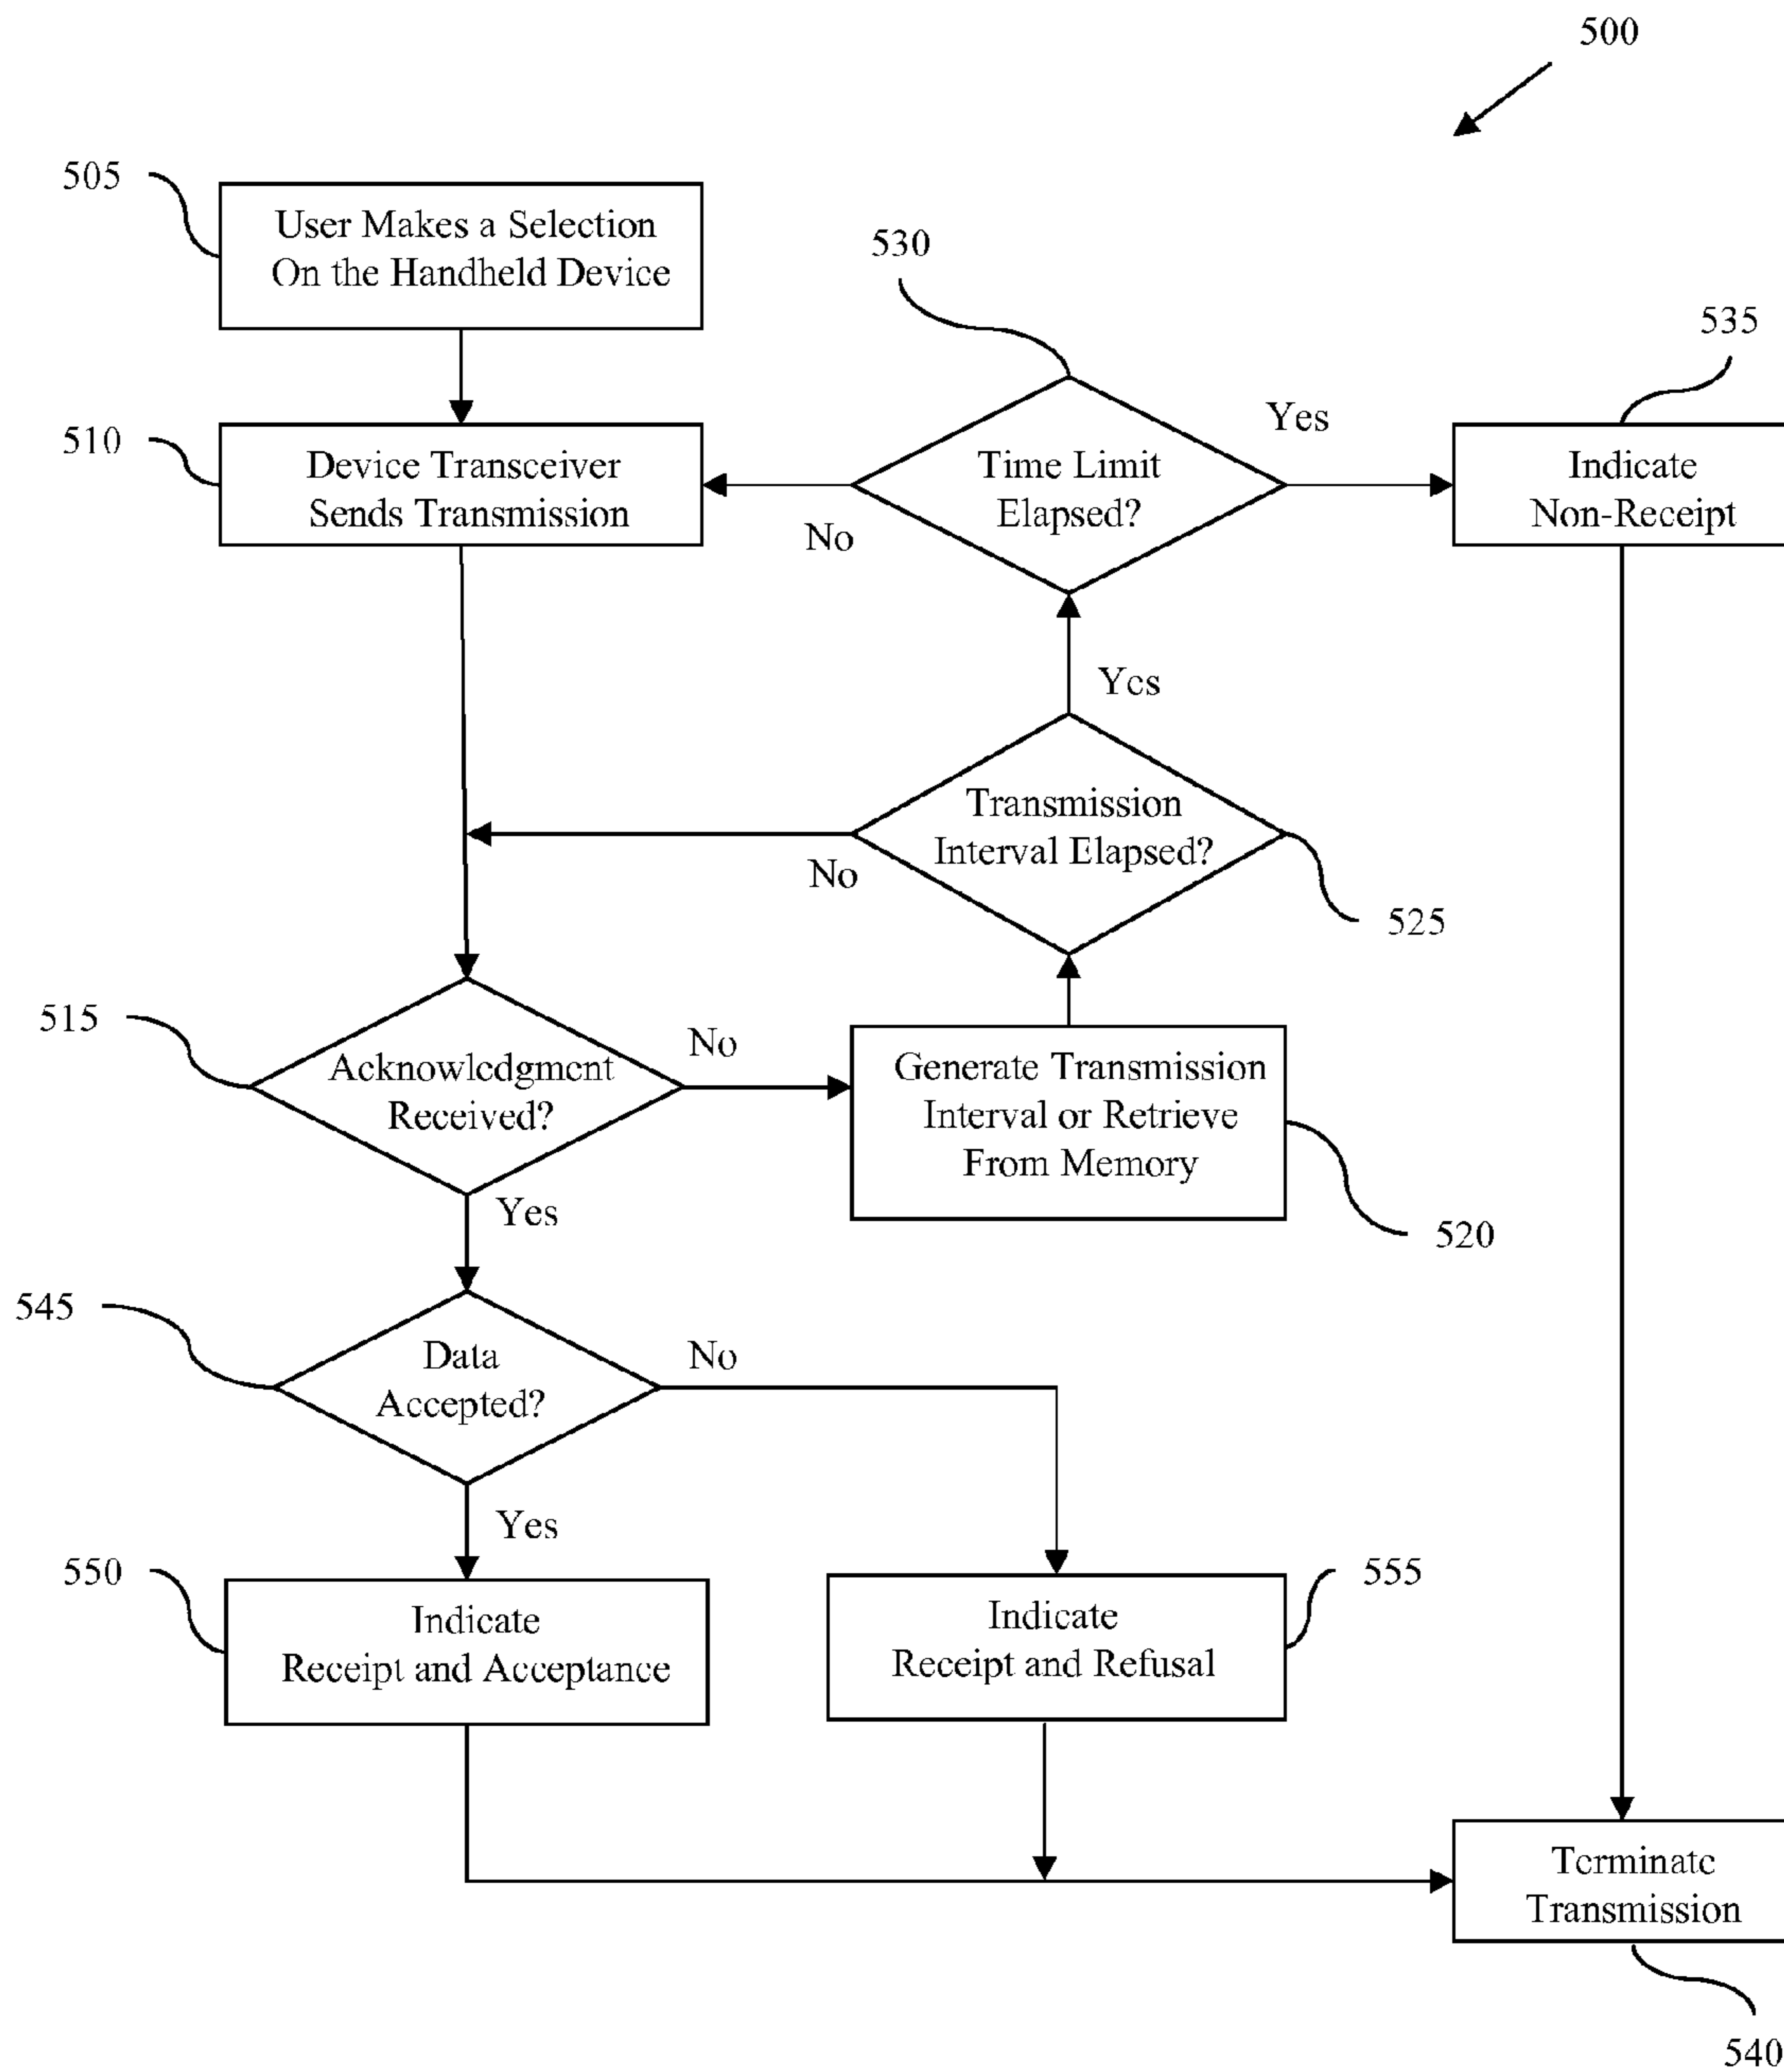 500
505
User Makes a Selection
On the Handheld Device
530
535
510
Device Transceiver
Sends Transmission
Time Limit
Elapsed?
Yes
No
Indicate
Non-Receipt
Yes
Transmission
Interval Elapsed?
No
525
515
Acknowledgment
Received?
No
Generate Transmission
Interval or Retrieve
From Memory
520
Yes
545
Data
Accepted?
No
Yes
550
Indicate
Receipt and Acceptance
555
Indicate
Receipt and Refusal
Terminate
Transmission
540